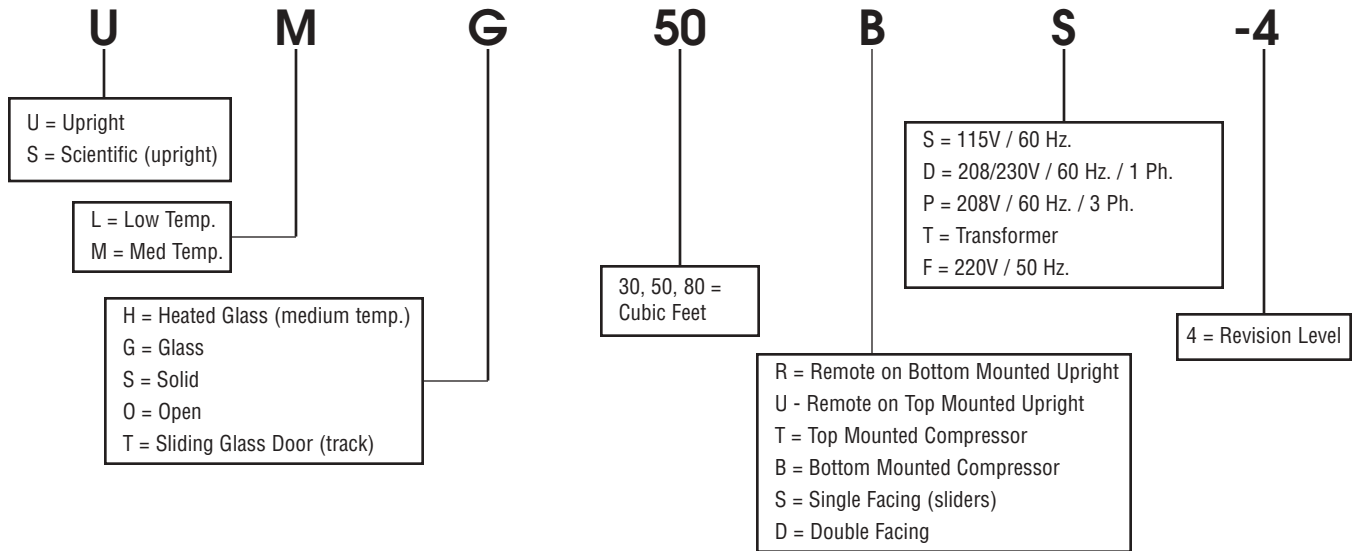 U M G 50 B S -4
U = Upright
S = Scientific (upright)
L = Low Temp.
M = Med Temp.
H = Heated Glass (medium temp.)
G = Glass
S = Solid
O = Open
T = Sliding Glass Door (track)
30, 50, 80 =
Cubic Feet
R = Remote on Bottom Mounted Upright
U - Remote on Top Mounted Upright
T = Top Mounted Compressor
B = Bottom Mounted Compressor
S = Single Facing (sliders)
D = Double Facing
S = 115V / 60 Hz.
D = 208/230V / 60 Hz. / 1 Ph.
P = 208V / 60 Hz. / 3 Ph.
T = Transformer
F = 220V / 50 Hz.
4 = Revision Level